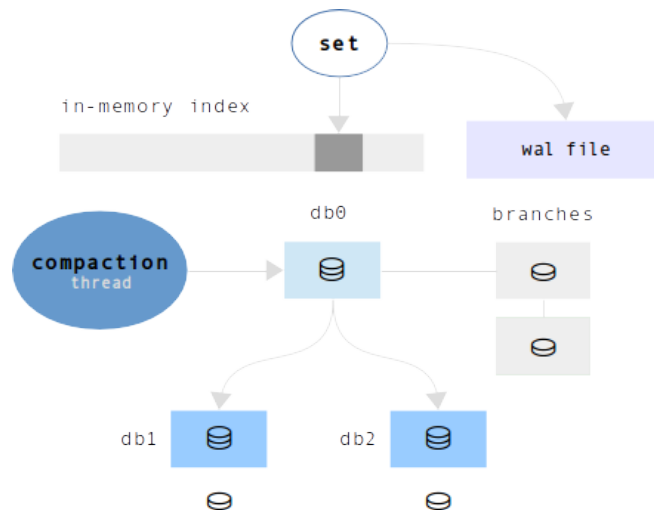 set
in-memory index
wal file
db0
branches
compaction
thread
db1
db2